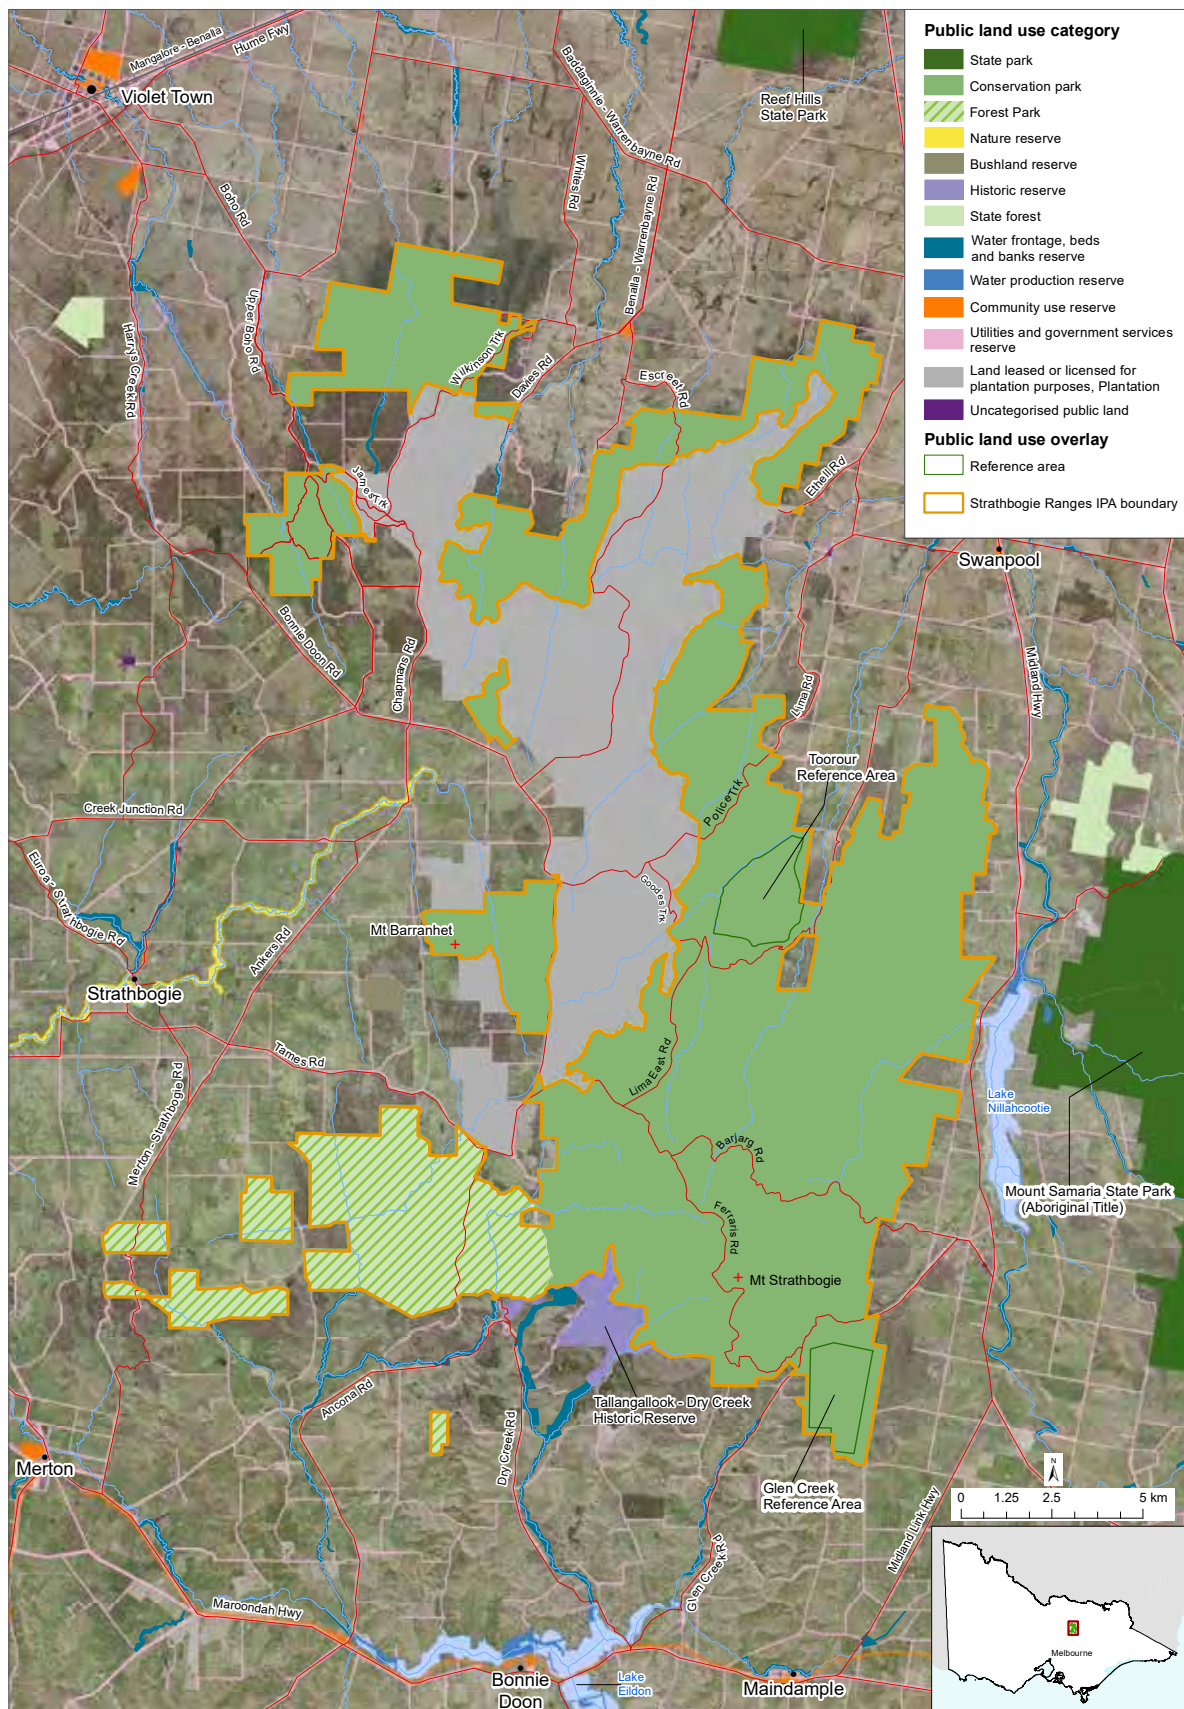 Public land use category
State park
Conservation park
Forest Park
Nature reserve
Bushland reserve
Historic reserve
State forest
Water frontage, beds
and banks reserve
Water production reserve
Community use reserve
Utilities and government services
reserve
Land leased or licensed for
plantation purposes, Plantation
Uncategorised public land
Public land use overlay
Reference area
Strathbogie Ranges IPA boundary
Mangalore - Benalla
Hume Fwy
Violet Town
Baddaginnie - Warrenbayne Rd
Reef Hills
State Park
Whites Rd
Boho Rd
Benalla - Warrenbayne Rd
Upper Boho Rd
Harrys Creek Rd
Wilkinson Trk
Davies Rd
Escreet Rd
James Trk
Ethell Rd
Swanpool
Bonnie Doon Rd
Chapmans Rd
Lima Rd
Midland Hwy
Toorour
Reference Area
Police Trk
Creek Junction Rd
Euroa - Strathbogie Rd
Goodes Trk
Mt Barranhet
Ankers Rd
Strathbogie
Tames Rd
Lima East Rd
Merton - Strathbogie Rd
Lake
Nillahcootie
Barjarg Rd
Mount Samaria State Park
(Aboriginal Title)
Ferraris Rd
Mt Strathbogie
Ancona Rd
Tallangallook - Dry Creek
Historic Reserve
Dry Creek Rd
Merton
Glen Creek
Reference Area
N
0 1.25 2.5 5 km
Midland Link Hwy
Glen Creek Rd
Maroondah Hwy
Bonnie
Doon
Lake
Eildon
Maindample
Melbourne